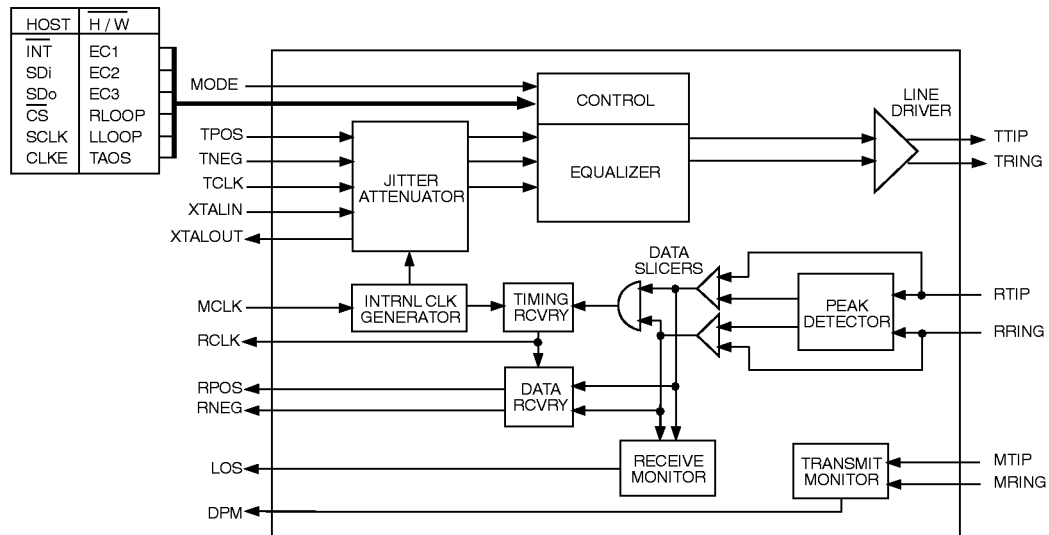 HOST H / W
INT EC1
SDi EC2
SDo EC3
CS RLOOP
SCLK LLOOP
CLKE TAOS
MODE
CONTROL
LINE
DRIVER
TPOS
TNEG
TCLK
XTALIN
XTALOUT
JITTER
ATTENUATOR
EQUALIZER
TTIP
TRING
DATA
SLICERS
MCLK
INTRNL CLK
GENERATOR
TIMING
RCVRY
PEAK
DETECTOR
RTIP
RRING
RCLK
RPOS
RNEG
DATA
RCVRY
LOS
RECEIVE
MONITOR
TRANSMIT
MONITOR
MTIP
MRING
DPM